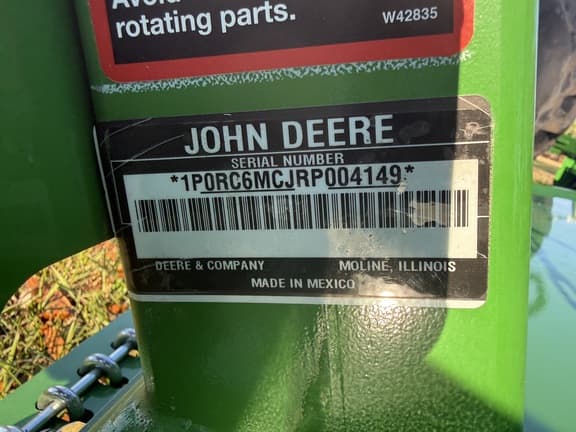 rotating parts.
W42835
JOHN DEERE
SERIAL NUMBER
*1P0RC6MCJRP004149*
DEERE & COMPANY MOLINE, ILLINOIS
MADE IN MEXICO